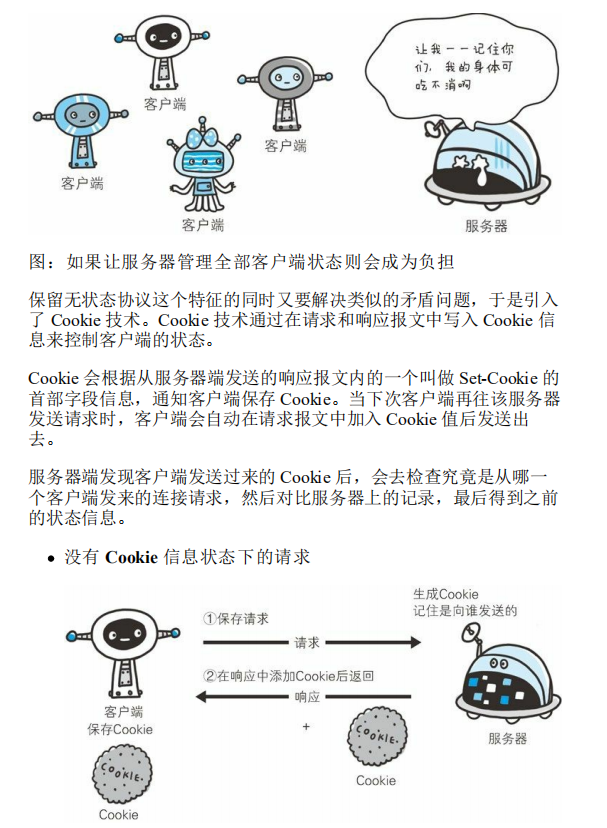 让我一一记住你
们，我的身体可
吃不消啊
客户端
客户端
客户端
客户端
服务器
图：如果让服务器管理全部客户端状态则会成为负担
保留无状态协议这个特征的同时又要解决类似的矛盾问题，于是引入
了 Cookie 技术。Cookie 技术通过在请求和响应报文中写入 Cookie 信
息来控制客户端的状态。
Cookie 会根据从服务器端发送的响应报文内的一个叫做 Set-Cookie 的
首部字段信息，通知客户端保存 Cookie。当下次客户端再往该服务器
发送请求时，客户端会自动在请求报文中加入 Cookie 值后发送出
去。
服务器端发现客户端发送过来的 Cookie 后，会去检查究竟是从哪一
个客户端发来的连接请求，然后对比服务器上的记录，最后得到之前
的状态信息。
• 没有 Cookie 信息状态下的请求
生成Cookie
记住是向谁发送的
①保存请求
请求
②在响应中添加Cookie后返回
响应
客户端
保存Cookie
+
COOKIE.
服务器
COOKIE.
Cookie
Cookie